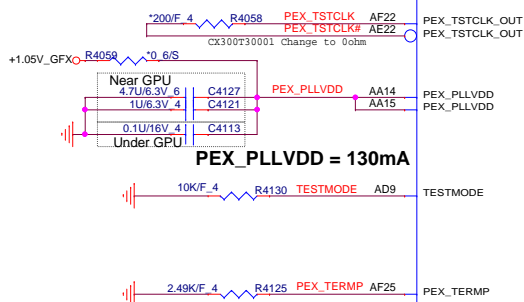 *200/F_4 R4058 PEX_TSTCLK AF22 PEX_TSTCLK_OUT
PEX_TSTCLK# AE22 PEX_TSTCLK_OUT
CX300T30001 Change to 0ohm
+1.05V_GFX R4059 *0_6/S
Near GPU
4.7U/6.3V_6 C4127 PEX_PLLVDD AA14 PEX_PLLVDD
1U/6.3V_4 C4121 AA15 PEX_PLLVDD
0.1U/16V_4 C4113
Under GPU
PEX_PLLVDD = 130mA
10K/F_4 R4130 TESTMODE AD9 TESTMODE
2.49K/F_4 R4125 PEX_TERMP AF25 PEX_TERMP